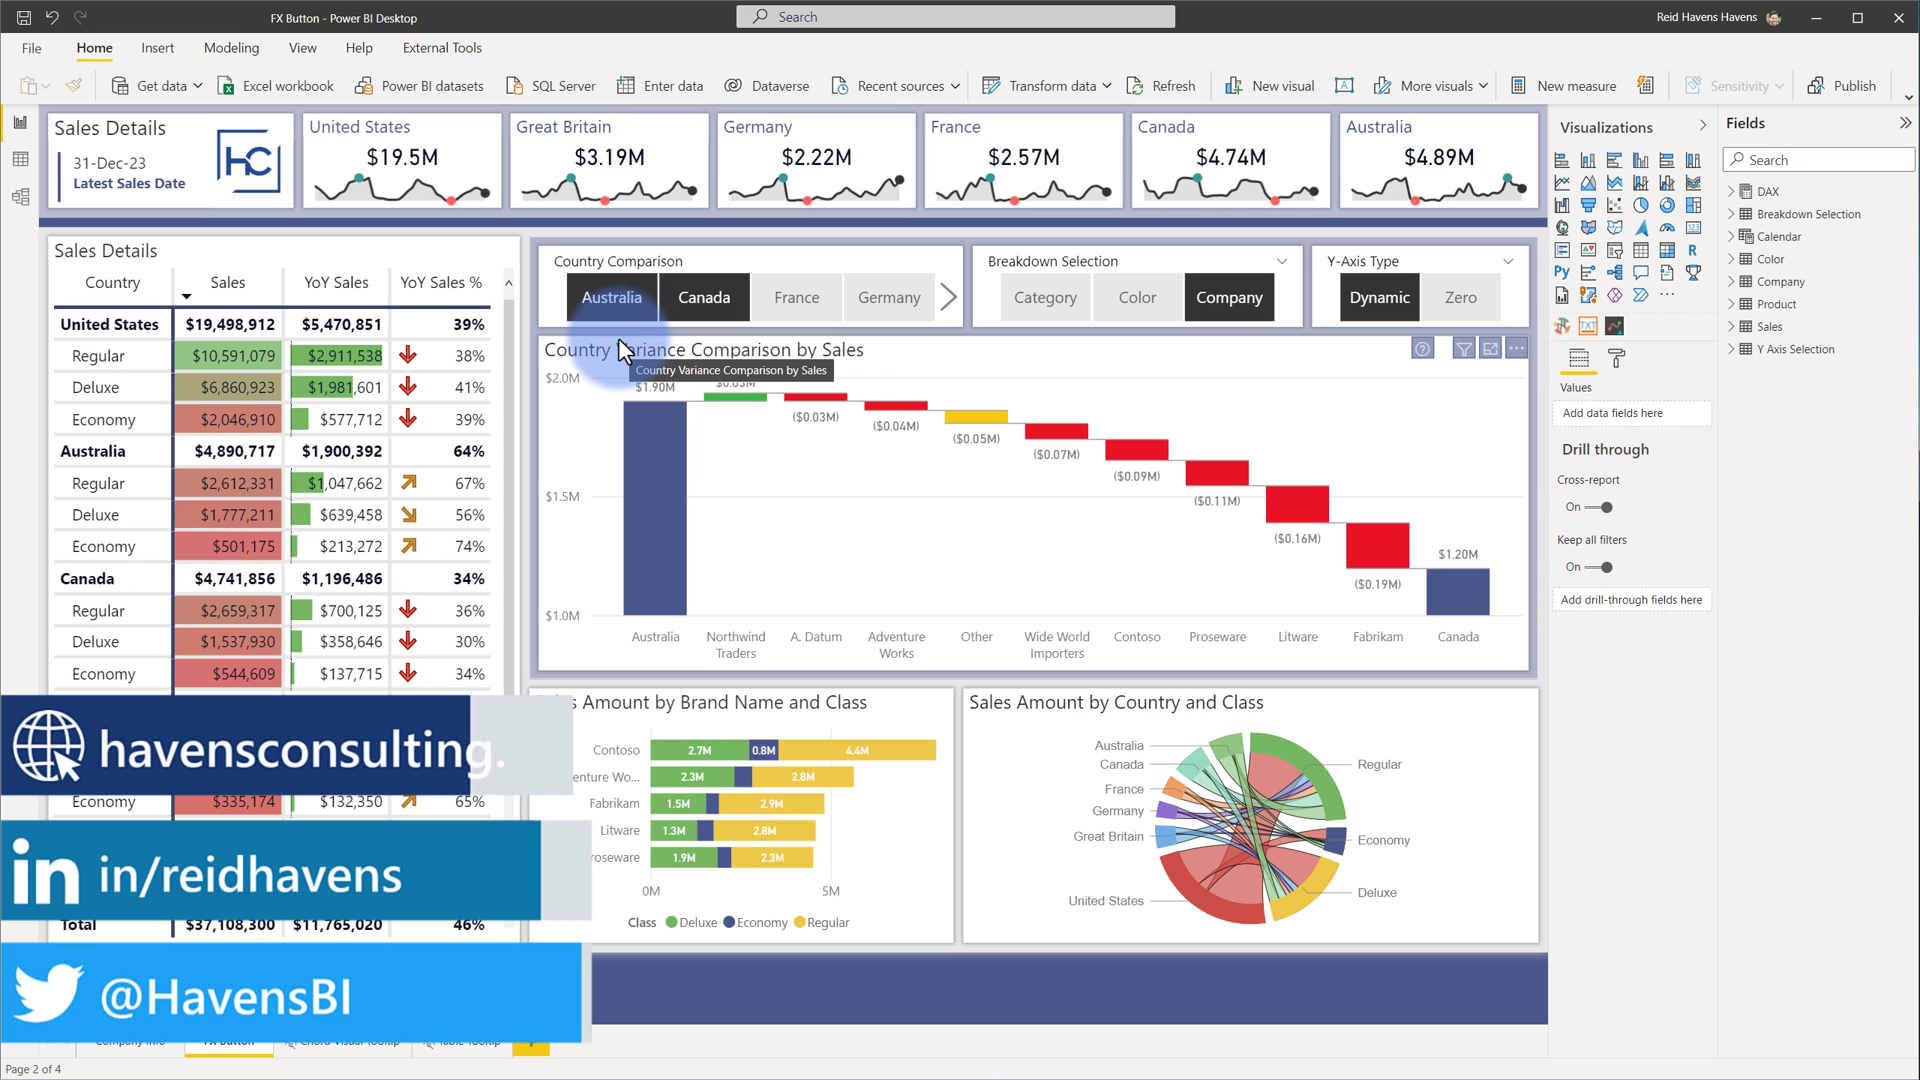 FX Button - Power BI Desktop
Search
Reid Havens Havens
File Home Insert Modeling View Help External Tools
Get data Excel workbook Power BI datasets SQL Server Enter data Dataverse Recent sources Transform data Refresh New visual More visuals New measure Sensitivity Publish
Sales Details
31-Dec-23
Latest Sales Date
HC
United States
$19.5M
Great Britain
$3.19M
Germany
$2.22M
France
$2.57M
Canada
$4.74M
Australia
$4.89M
Sales Details
Country Sales YoY Sales YoY Sales %
United States $19,498,912 $5,470,851 39%
Regular $10,591,079 $2,911,538 38%
Deluxe $6,860,923 $1,981,601 41%
Economy $2,046,910 $577,712 39%
Australia $4,890,717 $1,900,392 64%
Regular $2,612,331 $1,047,662 67%
Deluxe $1,777,211 $639,458 56%
Economy $501,175 $213,272 74%
Canada $4,741,856 $1,196,486 34%
Regular $2,659,317 $700,125 36%
Deluxe $1,537,930 $358,646 30%
Economy $544,609 $137,715 34%
Economy $335,174 $132,350 65%
Total $37,108,300 $11,765,020 46%
havensconsulting.
in in/reidhavens
@HavensBI
Country Comparison
Australia Canada France Germany
Breakdown Selection
Category Color Company
Y-Axis Type
Dynamic Zero
Country Variance Comparison by Sales
Country Variance Comparison by Sales
$2.0M
$1.5M
$1.0M
$1.90M
$0.03M
($0.03M)
($0.04M)
($0.05M)
($0.07M)
($0.09M)
($0.11M)
($0.16M)
($0.19M)
$1.20M
Australia
Northwind
Traders
A. Datum
Adventure
Works
Other
Wide World
Importers
Contoso
Proseware
Litware
Fabrikam
Canada
s Amount by Brand Name and Class
Contoso 2.7M 0.8M 4.4M
enture Wo... 2.3M 2.8M
Fabrikam 1.5M 2.9M
Litware 1.3M 2.8M
roseware 1.9M 2.3M
0M 5M
Class Deluxe Economy Regular
Sales Amount by Country and Class
Australia
Canada
France
Germany
Great Britain
United States
Regular
Economy
Deluxe
Visualizations
R
Py
TXT
Values
Add data fields here
Drill through
Cross-report
On
Keep all filters
On
Add drill-through fields here
Fields
Search
DAX
Breakdown Selection
Calendar
Color
Company
Product
Sales
Y Axis Selection
Page 2 of 4